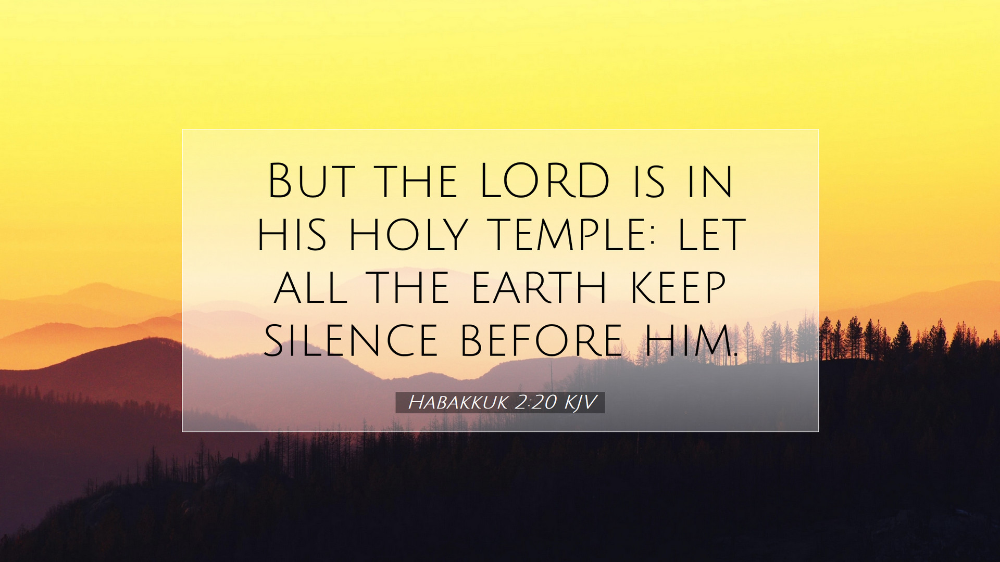 But the LORD is in
his holy temple: let
all the earth keep
silence before him.
Habakkuk 2:20 KJV